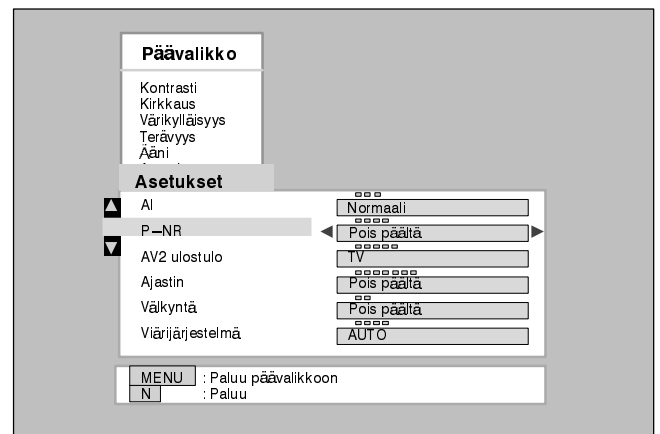 Päävalikko
Kontrasti
Kirkkaus
Värikylläisyys
Terävyys
Ääni
Asetukset
AI Normaali
P-NR Pois päältä
AV2 ulostulo TV
Ajastin Pois päältä
Välkyntä Pois päältä
Viärijärjestelmä AUTO
MENU : Paluu päävalikkoon
N : Paluu